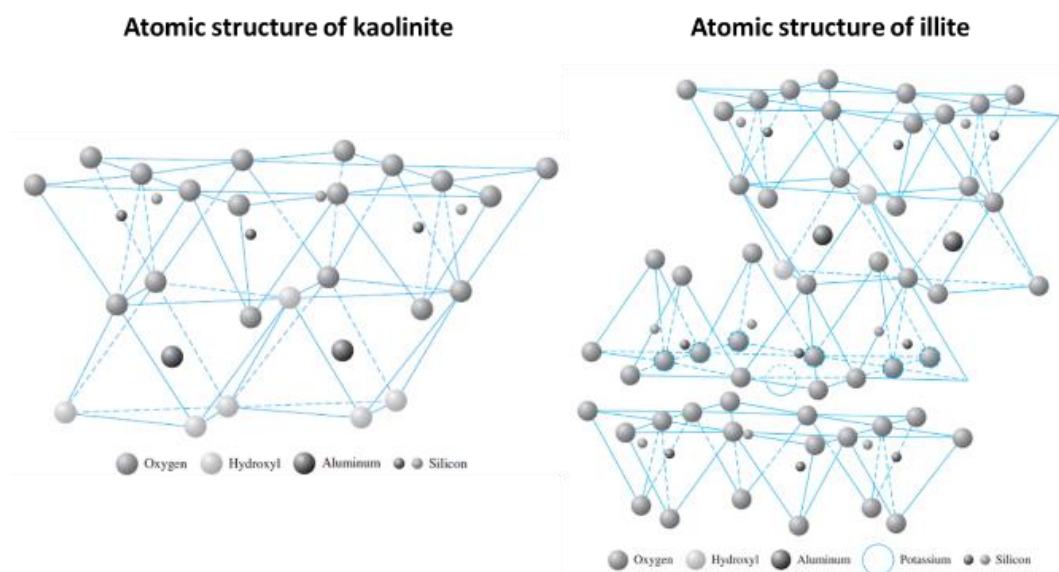 Atomic structure of kaolinite
Atomic structure of illite
Oxygen Hydroxyl Aluminum Silicon
Oxygen Hydroxyl Aluminum Potassium Silicon